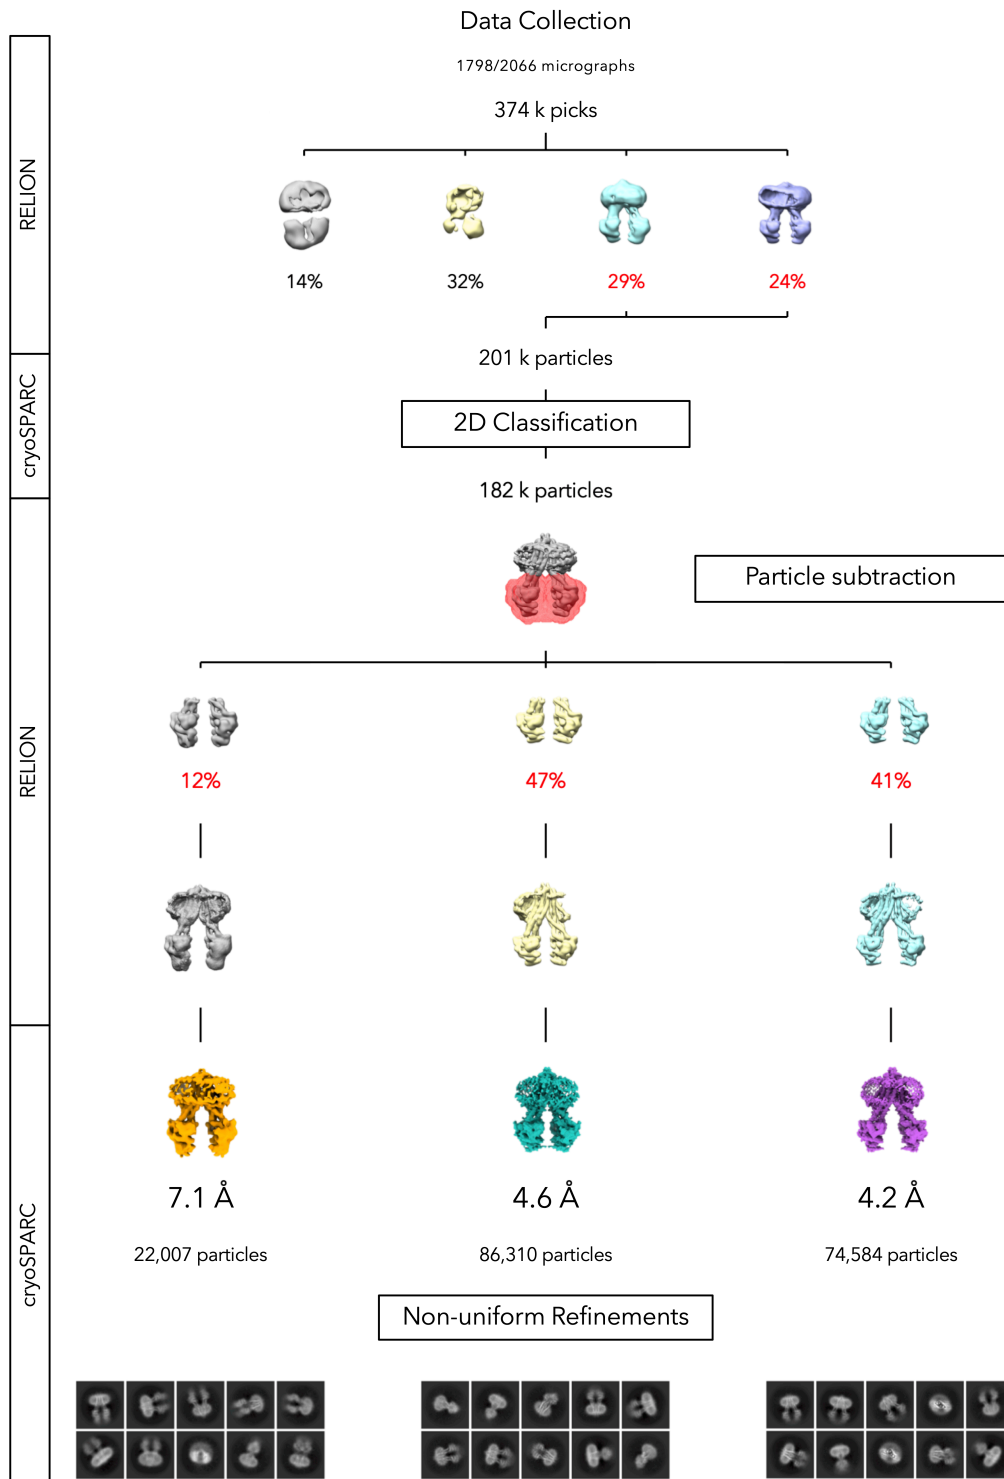 Data Collection
1798/2066 micrographs
374 k picks
RELION
14%
32%
29%
24%
201 k particles
cryoSPARC
2D Classification
182 k particles
Particle subtraction
RELION
12%
47%
41%
7.1 Å
4.6 Å
4.2 Å
cryoSPARC
22,007 particles
86,310 particles
74,584 particles
Non-uniform Refinements